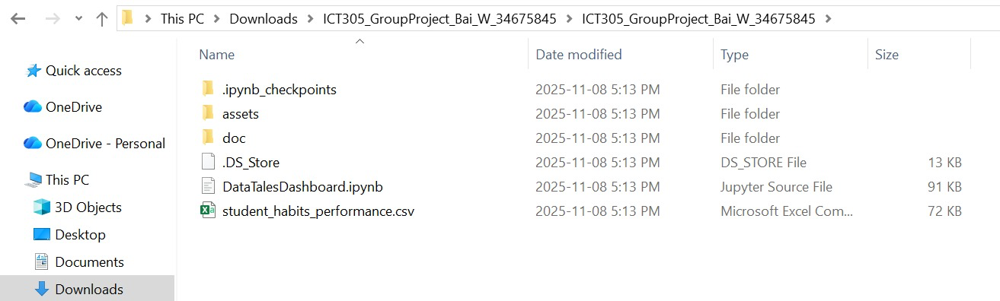 This PC > Downloads > ICT305_GroupProject_Bai_W_34675845 > ICT305_GroupProject_Bai_W_34675845 >
Name Date modified Type Size
Quick access
OneDrive
OneDrive - Personal
This PC
3D Objects
Desktop
Documents
Downloads
.ipynb_checkpoints 2025-11-08 5:13 PM File folder
assets 2025-11-08 5:13 PM File folder
doc 2025-11-08 5:13 PM File folder
.DS_Store 2025-11-08 5:13 PM DS_STORE File 13 KB
DataTalesDashboard.ipynb 2025-11-08 5:13 PM Jupyter Source File 91 KB
student_habits_performance.csv 2025-11-08 5:13 PM Microsoft Excel Com... 72 KB